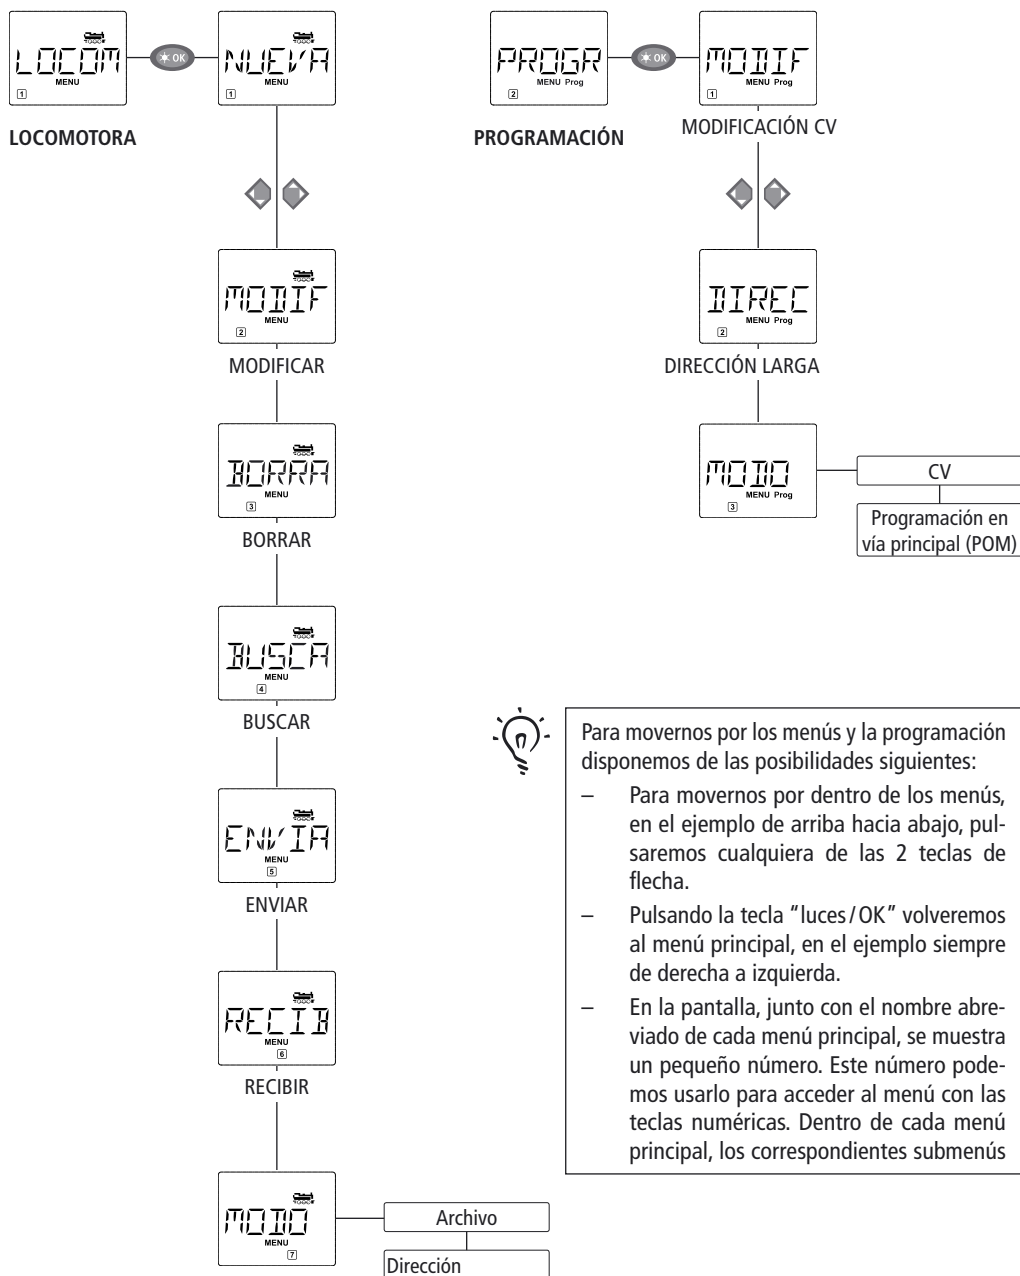 LOCOM
MENU
1
OK
NUEVA
MENU
1
LOCOMOTORA
MODIF
MENU
2
MODIFICAR
BORRA
MENU
3
BORRAR
BUSCA
MENU
4
BUSCAR
ENVIA
MENU
5
ENVIAR
RECIB
MENU
6
RECIBIR
MODO
MENU
7
Archivo
Dirección
PROGR
MENU Prog
2
OK
MODIF
MENU Prog
1
PROGRAMACIÓN
MODIFICACIÓN CV
DIREC
MENU Prog
2
DIRECCIÓN LARGA
MODO
MENU Prog
3
CV
Programación en
vía principal (POM)
Para movernos por los menús y la programación
disponemos de las posibilidades siguientes:
– Para movernos por dentro de los menús,
en el ejemplo de arriba hacia abajo, pul-
saremos cualquiera de las 2 teclas de
flecha.
– Pulsando la tecla “luces/OK” volveremos
al menú principal, en el ejemplo siempre
de derecha a izquierda.
– En la pantalla, junto con el nombre abre-
viado de cada menú principal, se muestra
un pequeño número. Este número pode-
mos usarlo para acceder al menú con las
teclas numéricas. Dentro de cada menú
principal, los correspondientes submenús